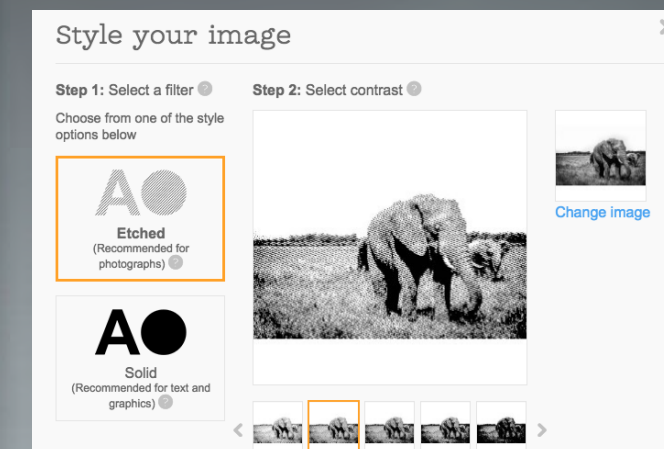 Style your image
Step 1: Select a filter ?
Choose from one of the style
options below
AO
Etched
(Recommended for
photographs) ?
AO
Solid
(Recommended for text and
graphics) ?
Step 2: Select contrast ?
Change image